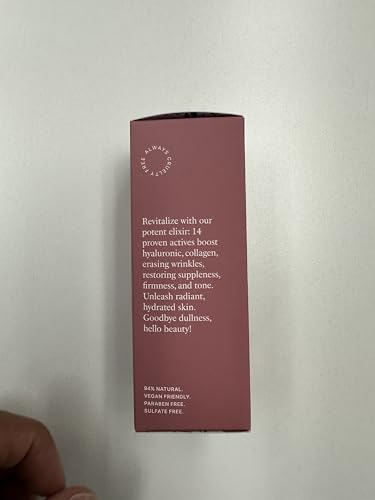 ALWAYS CRUELTY FREE
Revitalize with our
potent elixir: 14
proven actives boost
hyaluronic, collagen,
erasing wrinkles,
restoring suppleness,
firmness, and tone.
Unleash radiant,
hydrated skin.
Goodbye dullness,
hello beauty!
94% NATURAL.
VEGAN FRIENDLY.
PARABEN FREE.
SULFATE FREE.